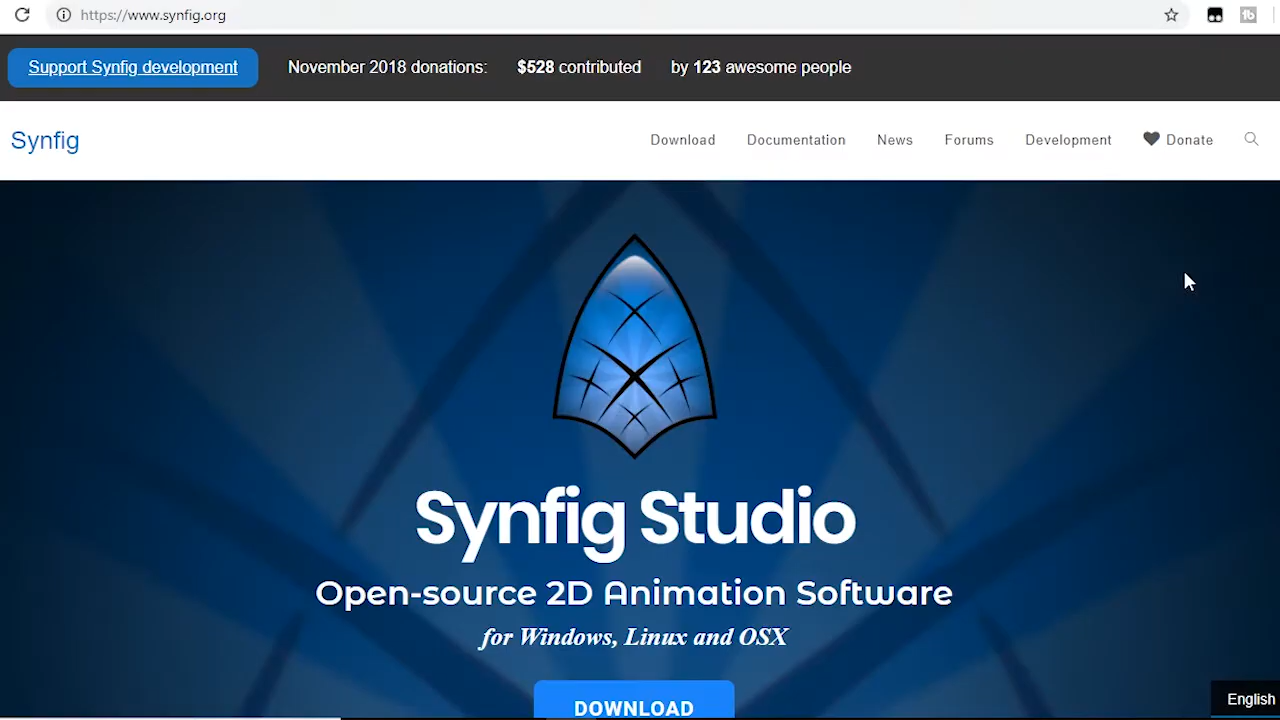 https://www.synfig.org
Support Synfig development November 2018 donations: $528 contributed by 123 awesome people
Synfig Download Documentation News Forums Development Donate
Synfig Studio
Open-source 2D Animation Software
for Windows, Linux and OSX
DOWNLOAD
English